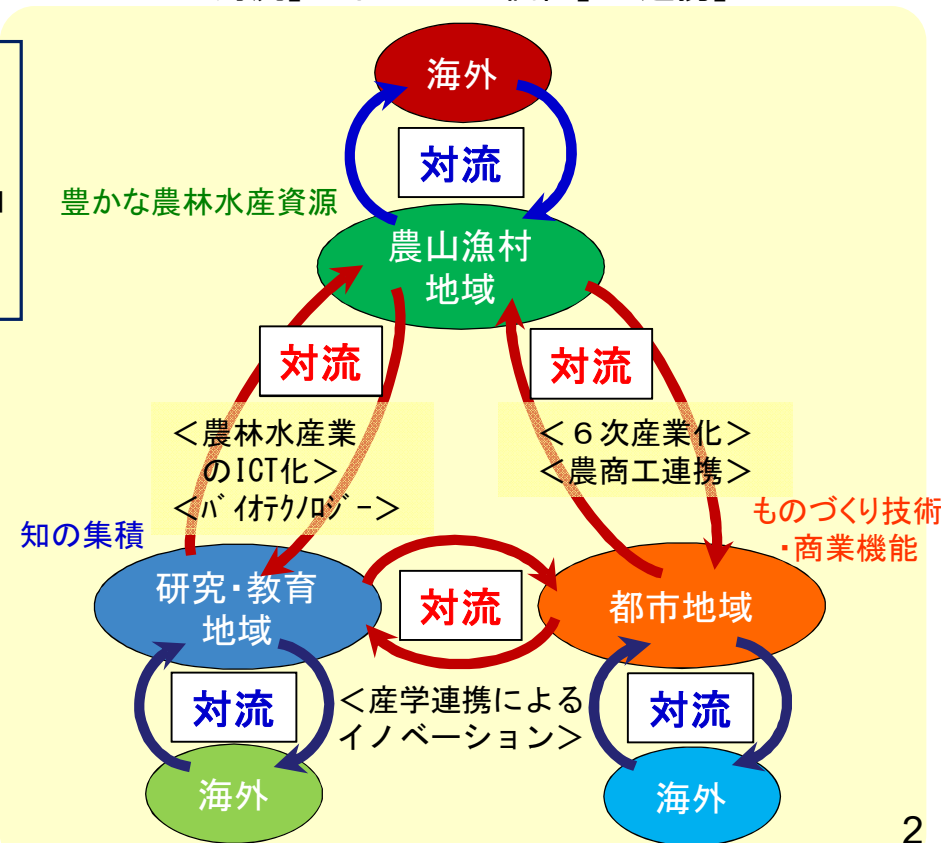 海外
対流
豊かな農林水産資源
農山漁村
地域
対流
対流
＜農林水産業
のICT化＞
＜ﾊﾞｲｵﾃｸﾉﾛｼﾞｰ＞
＜６次産業化＞
＜農商工連携＞
知の集積
ものづくり技術
・商業機能
研究・教育
地域
対流
都市地域
対流
＜産学連携による
イノベーション＞
対流
海外
海外
2